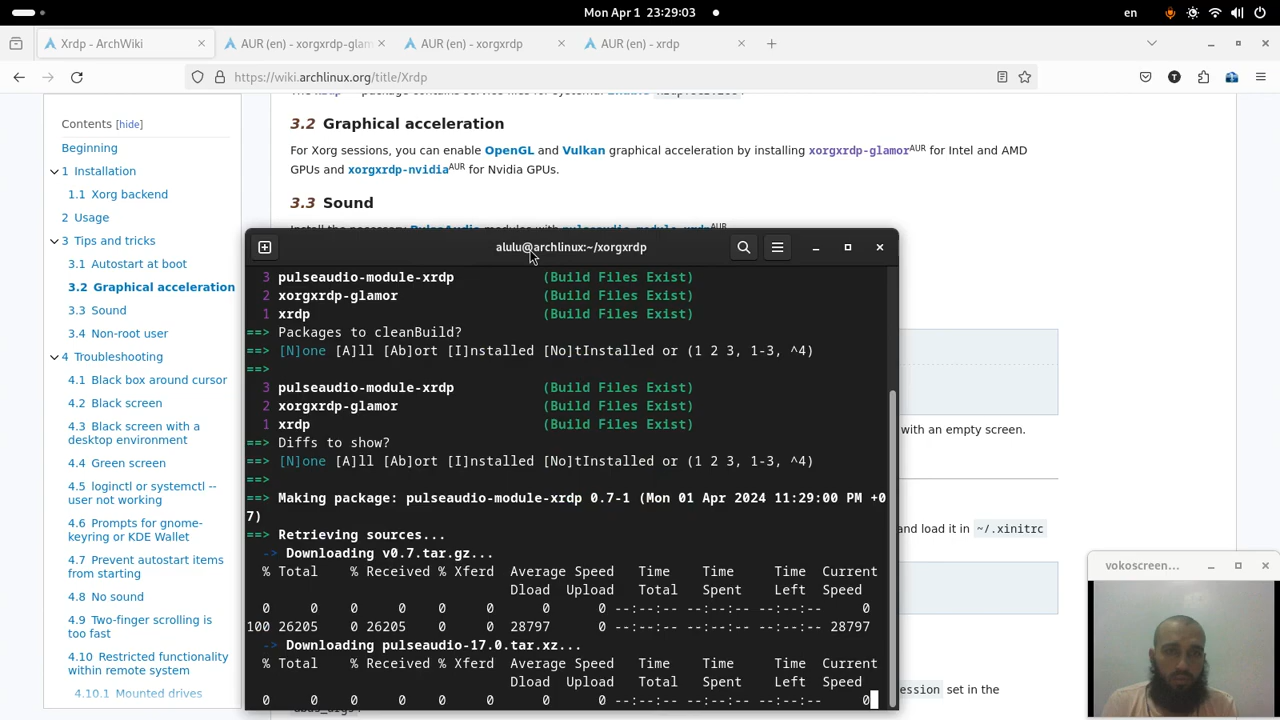 Mon Apr 1 23:29:03
en
Xrdp - ArchWiki
AUR (en) - xorgxrdp-glam
AUR (en) - xorgxrdp
AUR (en) - xrdp
https://wiki.archlinux.org/title/Xrdp
Contents [hide]
Beginning
1 Installation
1.1 Xorg backend
2 Usage
3 Tips and tricks
3.1 Autostart at boot
3.2 Graphical acceleration
3.3 Sound
3.4 Non-root user
4 Troubleshooting
4.1 Black box around cursor
4.2 Black screen
4.3 Black screen with a
desktop environment
4.4 Green screen
4.5 loginctl or systemctl --
user not working
4.6 Prompts for gnome-
keyring or KDE Wallet
4.7 Prevent autostart items
from starting
4.8 No sound
4.9 Two-finger scrolling is
too fast
4.10 Restricted functionality
within remote system
4.10.1 Mounted drives
3.2 Graphical acceleration
For Xorg sessions, you can enable OpenGL and Vulkan graphical acceleration by installing xorgxrdp-glamorAUR for Intel and AMD
GPUs and xorgxrdp-nvidiaAUR for Nvidia GPUs.
3.3 Sound
with an empty screen.
and load it in ~/.xinitrc
ession set in the
alulu@archlinux:~/xorgxrdp
3 pulseaudio-module-xrdp (Build Files Exist)
2 xorgxrdp-glamor (Build Files Exist)
1 xrdp (Build Files Exist)
==> Packages to cleanBuild?
==> [N]one [A]ll [Ab]ort [I]nstalled [No]tInstalled or (1 2 3, 1-3, ^4)
==>
3 pulseaudio-module-xrdp (Build Files Exist)
2 xorgxrdp-glamor (Build Files Exist)
1 xrdp (Build Files Exist)
==> Diffs to show?
==> [N]one [A]ll [Ab]ort [I]nstalled [No]tInstalled or (1 2 3, 1-3, ^4)
==>
==> Making package: pulseaudio-module-xrdp 0.7-1 (Mon 01 Apr 2024 11:29:00 PM +0
7)
==> Retrieving sources...
-> Downloading v0.7.tar.gz...
% Total % Received % Xferd Average Speed Time Time Time Current
Dload Upload Total Spent Left Speed
0 0 0 0 0 0 0 0 --:--:-- --:--:-- --:--:-- 0
100 26205 0 26205 0 0 28797 0 --:--:-- --:--:-- --:--:-- 28797
-> Downloading pulseaudio-17.0.tar.xz...
% Total % Received % Xferd Average Speed Time Time Time Current
Dload Upload Total Spent Left Speed
0 0 0 0 0 0 0 0 --:--:-- --:--:-- --:--:-- 0
vokoscreen...